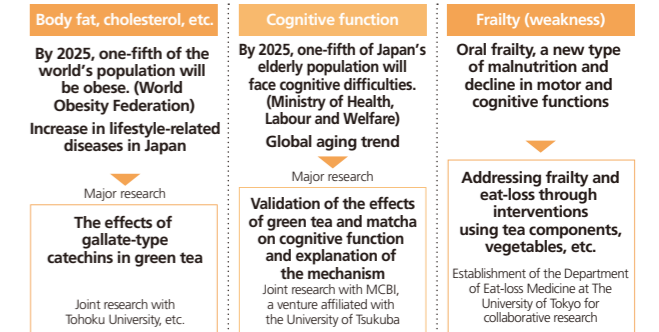 Body fat, cholesterol, etc.
By 2025, one-fifth of the
world's population will
be obese. (World
Obesity Federation)
Increase in lifestyle-related
diseases in Japan
Major research
The effects of
gallate-type
catechins in green tea
Joint research with
Tohoku University, etc.
Cognitive function
By 2025, one-fifth of Japan's
elderly population will
face cognitive difficulties.
(Ministry of Health,
Labour and Welfare)
Global aging trend
Major research
Validation of the effects
of green tea and matcha
on cognitive function
and explanation of
the mechanism
Joint research with MCBI,
a venture affiliated with
the University of Tsukuba
Frailty (weakness)
Oral frailty, a new type
of malnutrition and
decline in motor and
cognitive functions
Addressing frailty and
eat-loss through
interventions
using tea components,
vegetables, etc.
Establishment of the Department
of Eat-loss Medicine at The
University of Tokyo for
collaborative research